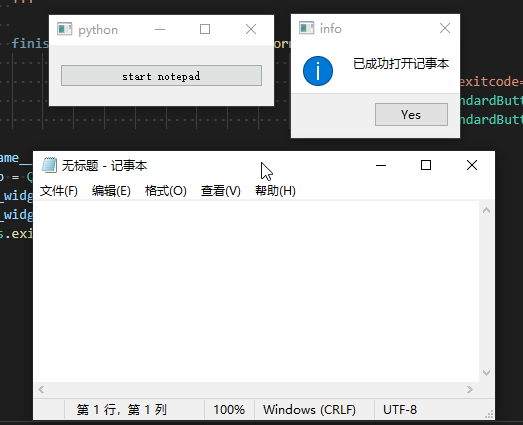 python
info
finis
orn
start notepad
已成功打开记事本
exitcode=
ndardButt
ndardButt
Yes
无标题 - 记事本
ame__
文件(F) 编辑(E) 格式(O) 查看(V) 帮助(H)
_widg
_widg
s.exi
第 1 行，第 1 列 100% Windows (CRLF) UTF-8